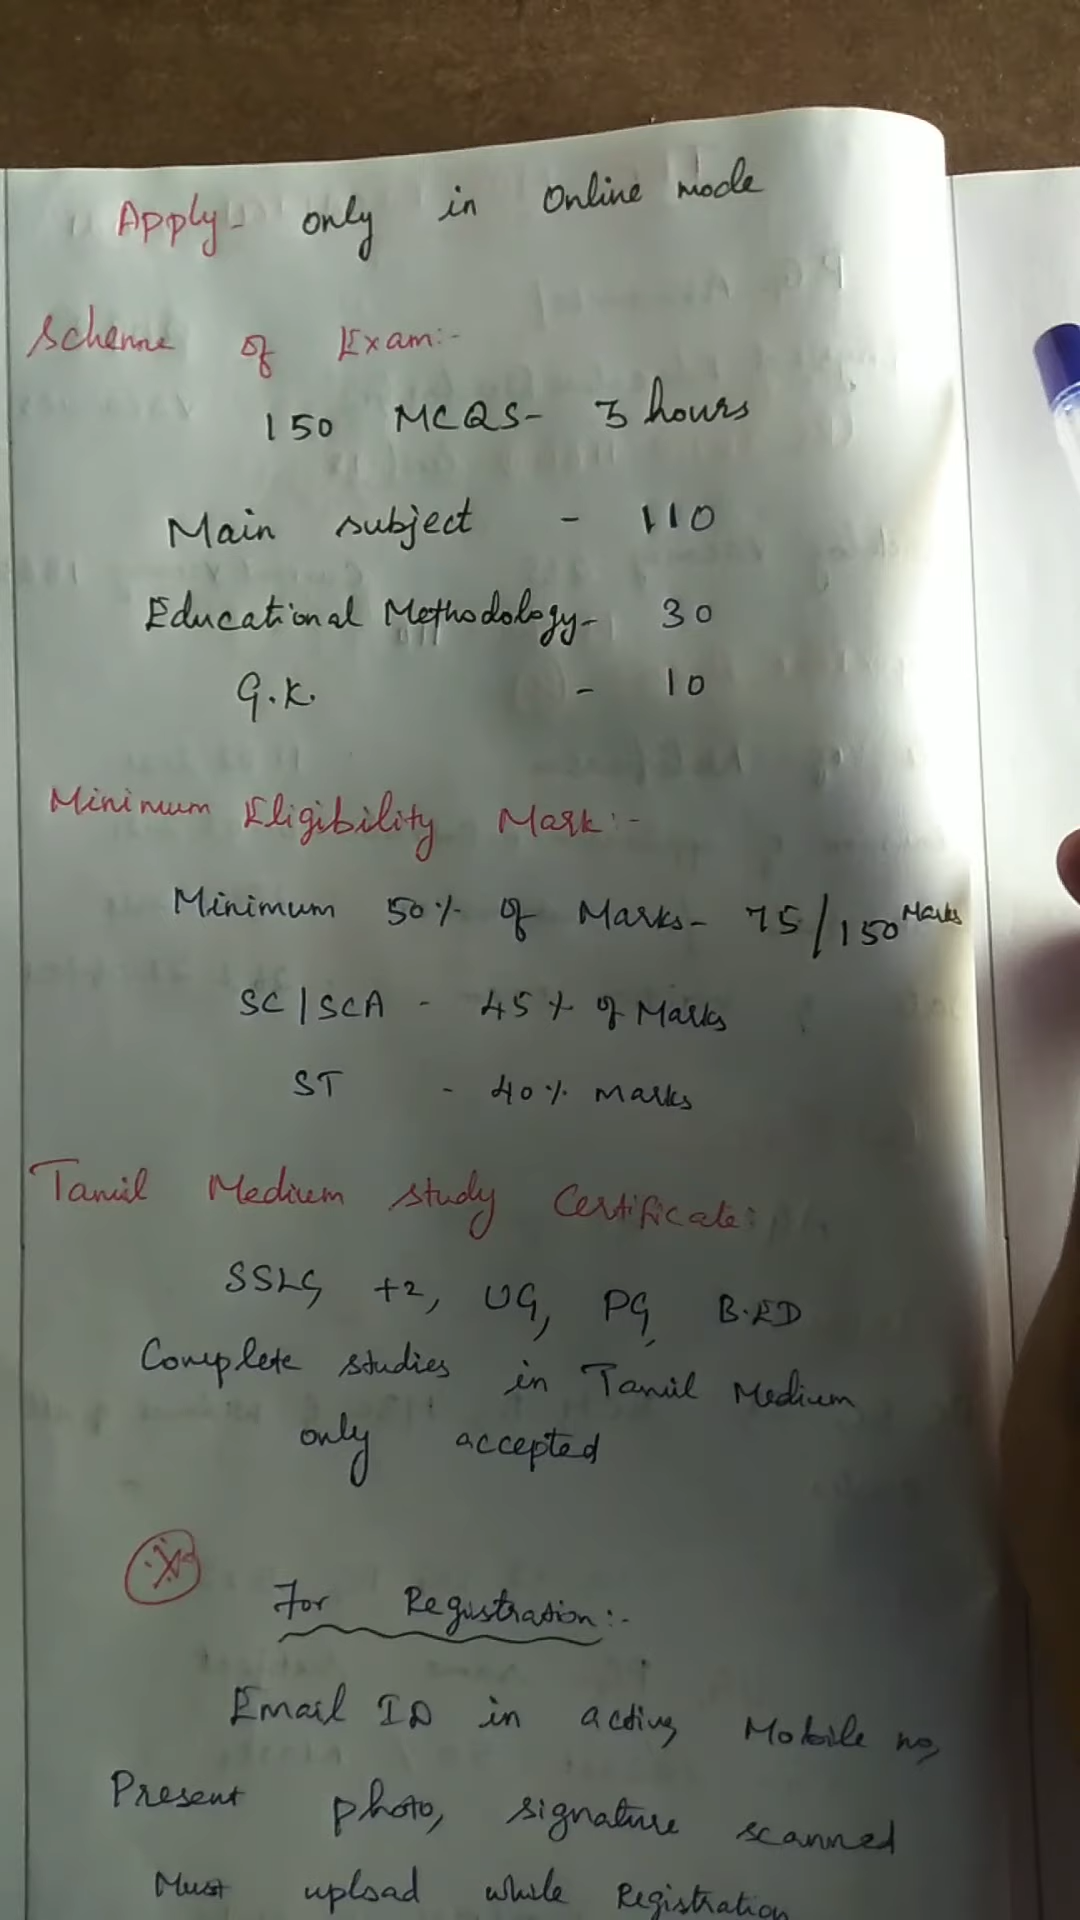 Apply- only in Online mode
Scheme of Exam:-
150 MCQS- 3 hours
Main subject - 110
Educational Methodology- 30
G.K. - 10
Minimum Eligibility Mark:-
Minimum 50% of Marks- 75/150 Marks
SC/SCA - 45% of Marks
ST - 40% Marks
Tamil Medium study Certificate:
SSLC, +2, UG, PG, B.ED
Complete studies in Tamil Medium
only accepted
For Registration:-
Email ID in active, Mobile no,
Present photo, signature scanned
Must upload while Registration